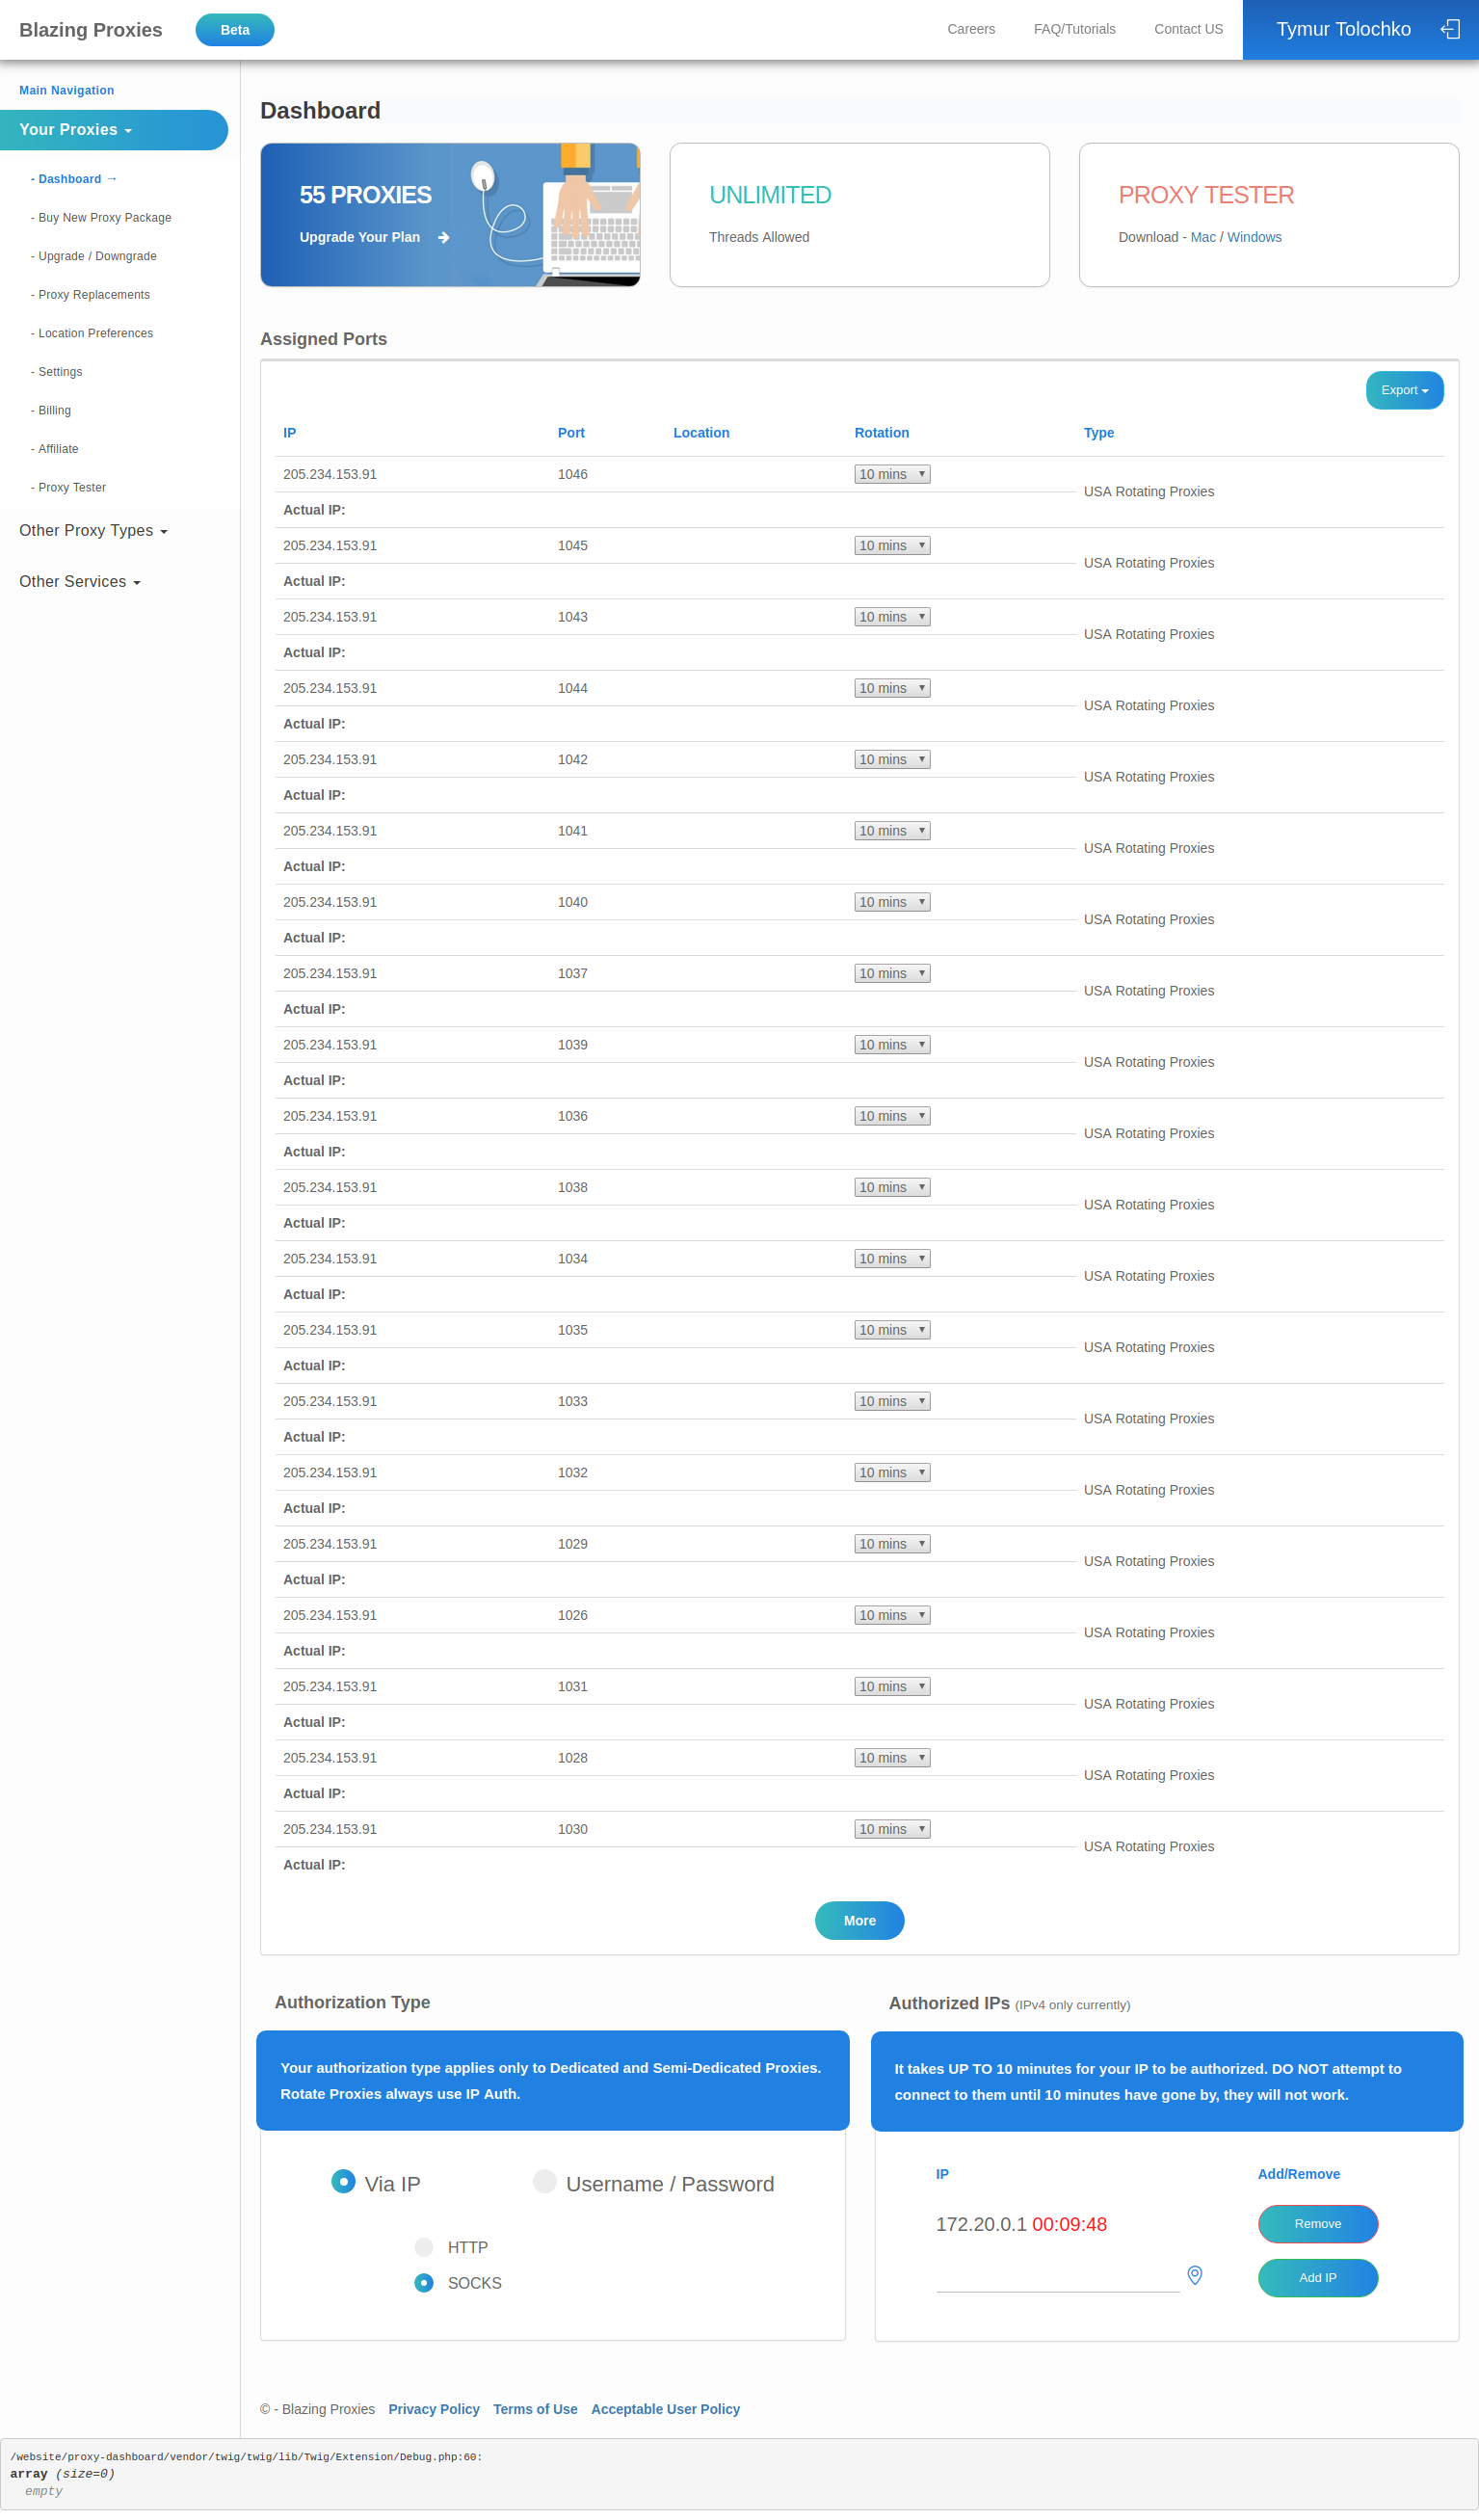 Blazing Proxies Beta Careers FAQ/Tutorials Contact US Tymur Tolochko
Main Navigation
Your Proxies
- Dashboard →
- Buy New Proxy Package
- Upgrade / Downgrade
- Proxy Replacements
- Location Preferences
- Settings
- Billing
- Affiliate
- Proxy Tester
Other Proxy Types
Other Services
Dashboard
55 PROXIES
Upgrade Your Plan
UNLIMITED
Threads Allowed
PROXY TESTER
Download - Mac / Windows
Assigned Ports
Export
IP Port Location Rotation Type
205.234.153.91 1046 10 mins USA Rotating Proxies
Actual IP:
205.234.153.91 1045 10 mins USA Rotating Proxies
Actual IP:
205.234.153.91 1043 10 mins USA Rotating Proxies
Actual IP:
205.234.153.91 1044 10 mins USA Rotating Proxies
Actual IP:
205.234.153.91 1042 10 mins USA Rotating Proxies
Actual IP:
205.234.153.91 1041 10 mins USA Rotating Proxies
Actual IP:
205.234.153.91 1040 10 mins USA Rotating Proxies
Actual IP:
205.234.153.91 1037 10 mins USA Rotating Proxies
Actual IP:
205.234.153.91 1039 10 mins USA Rotating Proxies
Actual IP:
205.234.153.91 1036 10 mins USA Rotating Proxies
Actual IP:
205.234.153.91 1038 10 mins USA Rotating Proxies
Actual IP:
205.234.153.91 1034 10 mins USA Rotating Proxies
Actual IP:
205.234.153.91 1035 10 mins USA Rotating Proxies
Actual IP:
205.234.153.91 1033 10 mins USA Rotating Proxies
Actual IP:
205.234.153.91 1032 10 mins USA Rotating Proxies
Actual IP:
205.234.153.91 1029 10 mins USA Rotating Proxies
Actual IP:
205.234.153.91 1026 10 mins USA Rotating Proxies
Actual IP:
205.234.153.91 1031 10 mins USA Rotating Proxies
Actual IP:
205.234.153.91 1028 10 mins USA Rotating Proxies
Actual IP:
205.234.153.91 1030 10 mins USA Rotating Proxies
Actual IP:
More
Authorization Type
Your authorization type applies only to Dedicated and Semi-Dedicated Proxies.
Rotate Proxies always use IP Auth.
Via IP Username / Password
HTTP
SOCKS
Authorized IPs (IPv4 only currently)
It takes UP TO 10 minutes for your IP to be authorized. DO NOT attempt to
connect to them until 10 minutes have gone by, they will not work.
IP Add/Remove
172.20.0.1 00:09:48 Remove
Add IP
© - Blazing Proxies Privacy Policy Terms of Use Acceptable User Policy
/website/proxy-dashboard/vendor/twig/twig/lib/Twig/Extension/Debug.php:60:
array (size=0)
empty